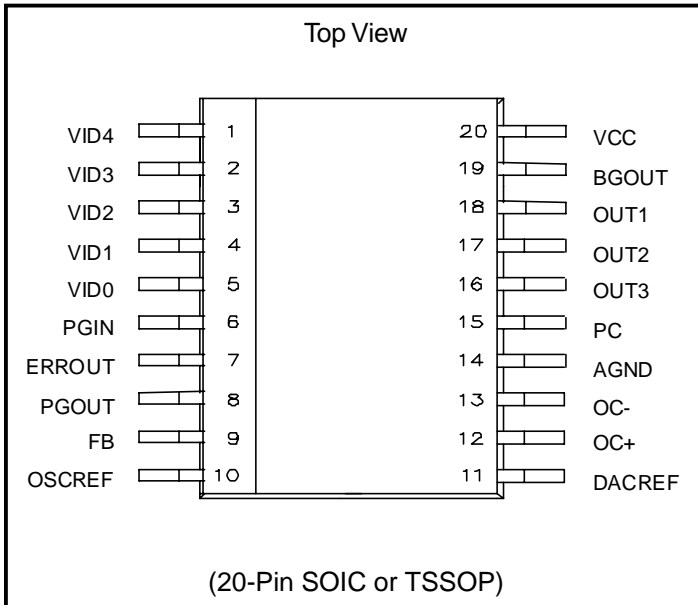 Top View
VID4 1 20 VCC
VID3 2 19 BGOUT
VID2 3 18 OUT1
VID1 4 17 OUT2
VID0 5 16 OUT3
PGIN 6 15 PC
ERROUT 7 14 AGND
PGOUT 8 13 OC-
FB 9 12 OC+
OSCREF 10 11 DACREF
(20-Pin SOIC or TSSOP)